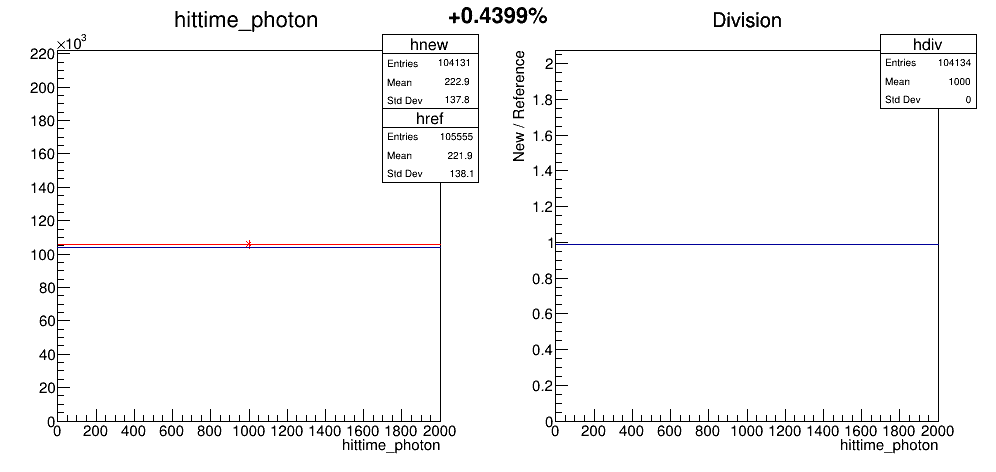 hittime_photon
+0.4399%
Division
×10³
hnew
Entries 104131
Mean 222.9
Std Dev 137.8
href
Entries 105555
Mean 221.9
Std Dev 138.1
220
200
180
160
140
120
100
80
60
40
20
0
0 200 400 600 800 1000 1200 1400 1600 1800 2000
hittime_photon
hdiv
Entries 104134
Mean 1000
Std Dev 0
New / Reference
2
1.8
1.6
1.4
1.2
1
0.8
0.6
0.4
0.2
0
0 200 400 600 800 1000 1200 1400 1600 1800 2000
hittime_photon